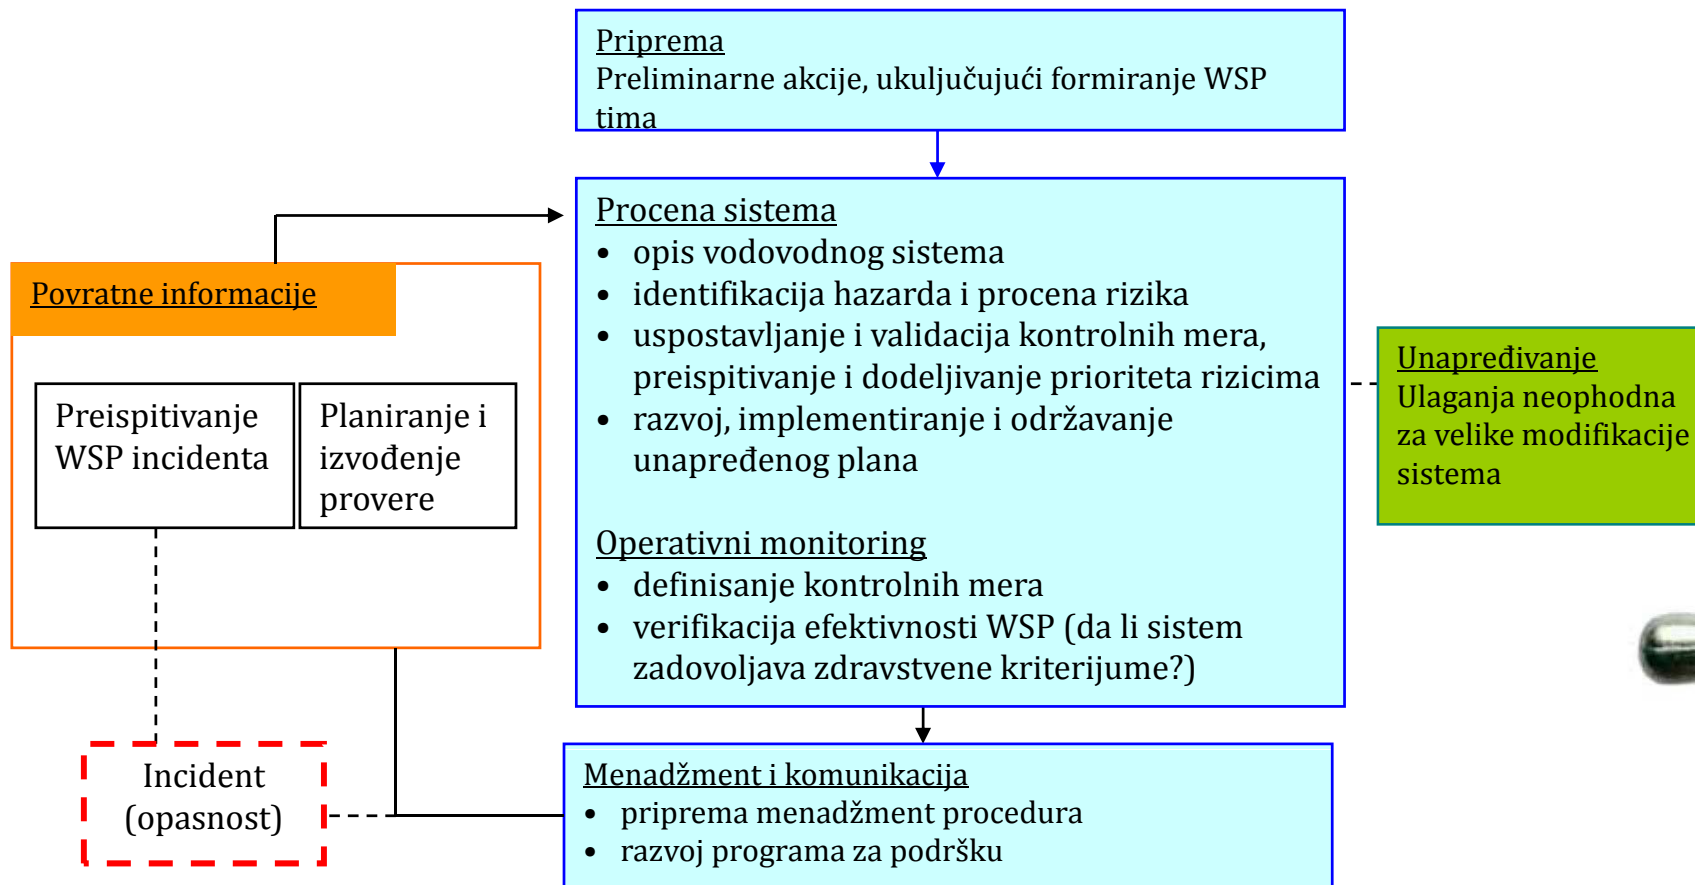 Priprema
Preliminarne akcije, ukuljučujući formiranje WSP
tima
Procena sistema
• opis vodovodnog sistema
• identifikacija hazarda i procena rizika
• uspostavljanje i validacija kontrolnih mera,
preispitivanje i dodeljivanje prioriteta rizicima
• razvoj, implementiranje i održavanje
unapređenog plana
Operativni monitoring
• definisanje kontrolnih mera
• verifikacija efektivnosti WSP (da li sistem
zadovoljava zdravstvene kriterijume?)
Povratne informacije
Preispitivanje
WSP incidenta
Planiranje i
izvođenje
provere
Unapređivanje
Ulaganja neophodna
za velike modifikacije
sistema
Incident
(opasnost)
Menadžment i komunikacija
• priprema menadžment procedura
• razvoj programa za podršku